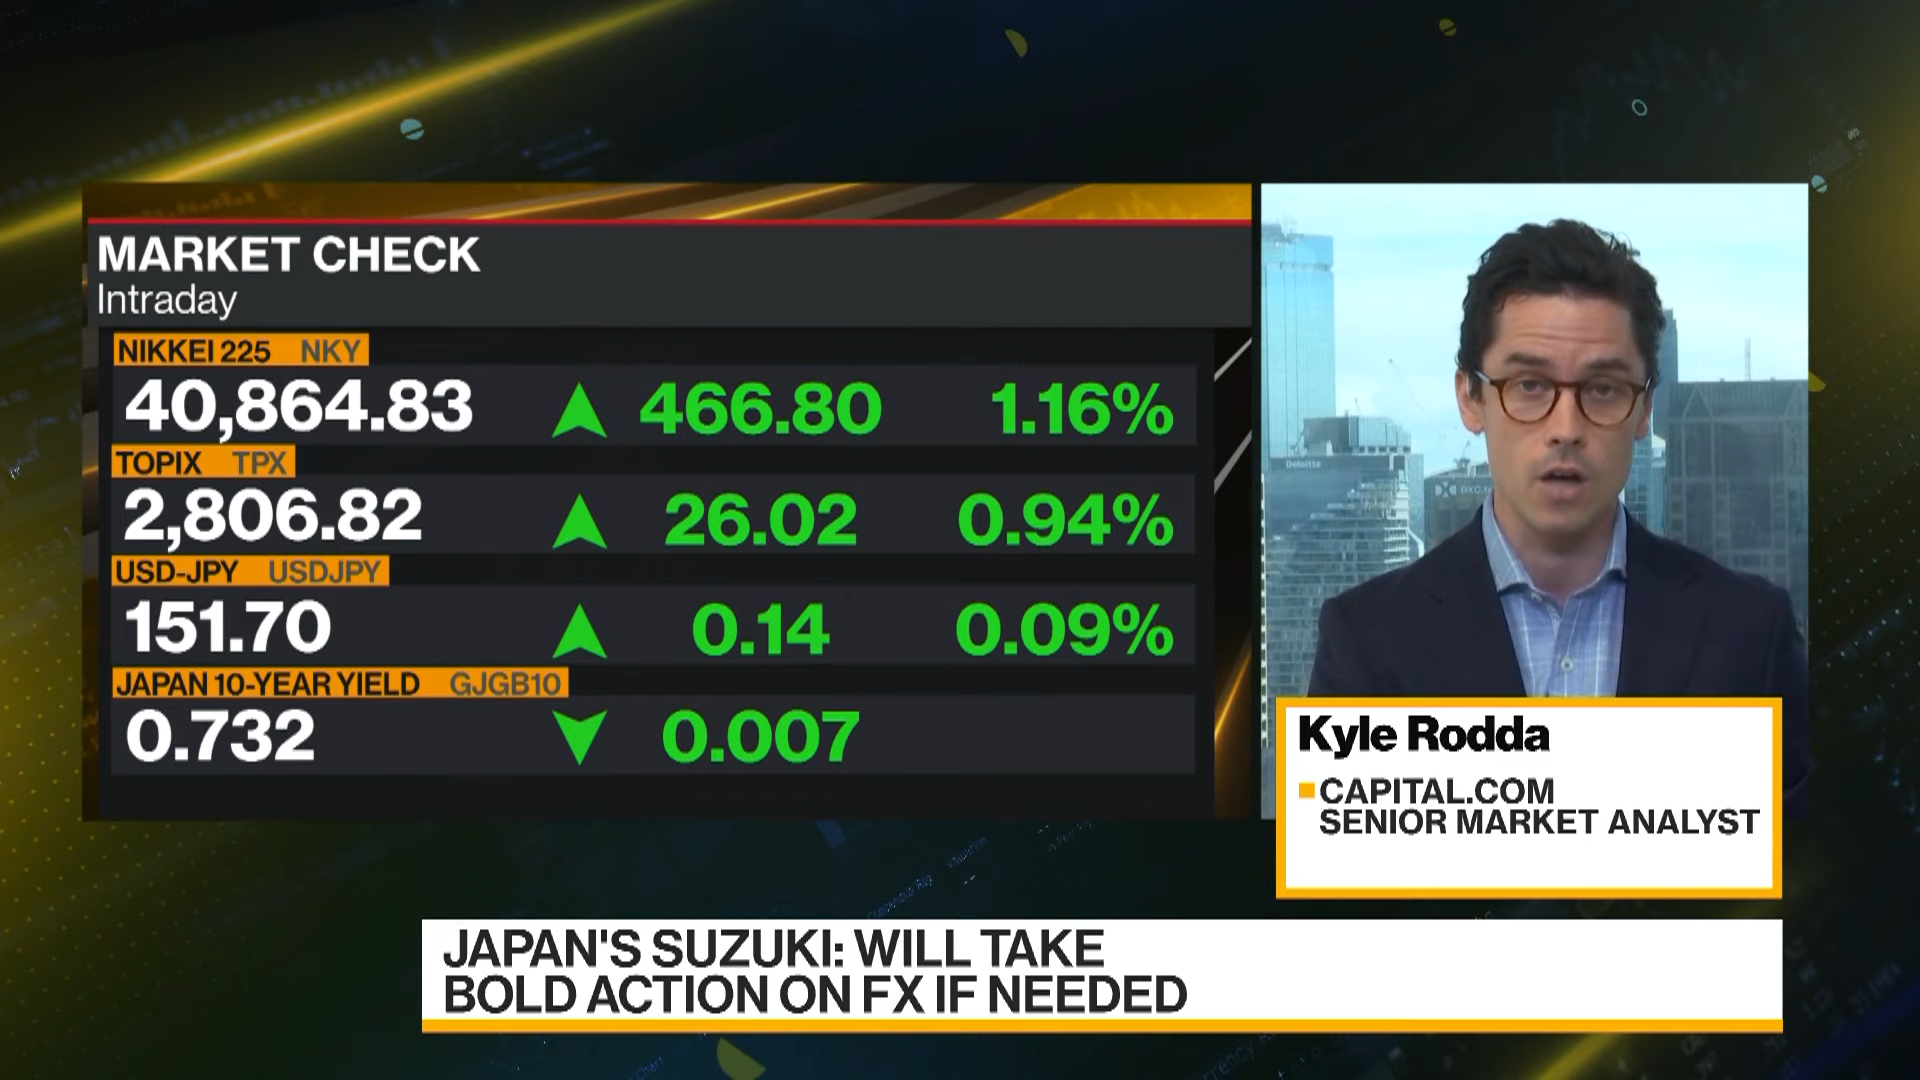 MARKET CHECK
Intraday
NIKKEI 225 NKY
40,864.83 ▲ 466.80 1.16%
TOPIX TPX
2,806.82 ▲ 26.02 0.94%
USD-JPY USDJPY
151.70 ▲ 0.14 0.09%
JAPAN 10-YEAR YIELD GJGB10
0.732 ▼ 0.007
Deloitte
Kyle Rodda
CAPITAL.COM
SENIOR MARKET ANALYST
JAPAN'S SUZUKI: WILL TAKE
BOLD ACTION ON FX IF NEEDED